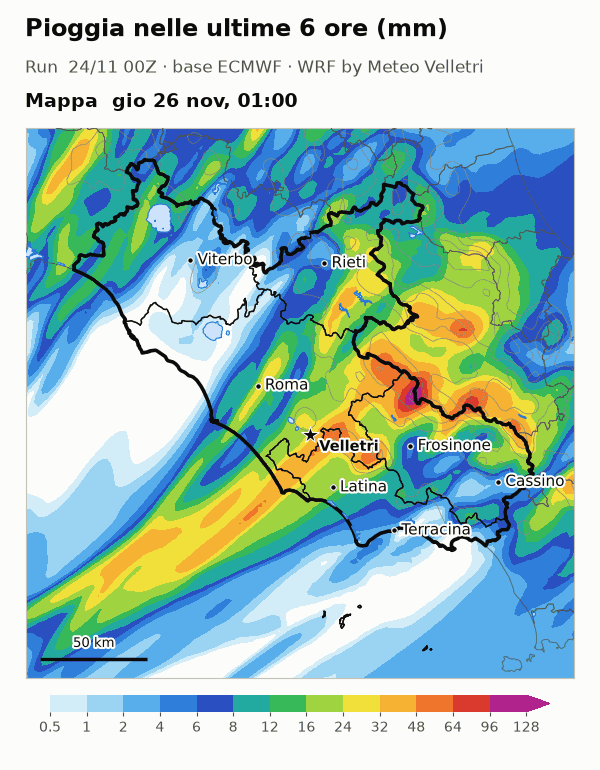 Pioggia nelle ultime 6 ore (mm)
Run 24/11 00Z · base ECMWF · WRF by Meteo Velletri
Mappa gio 26 nov, 01:00
Viterbo
Rieti
Roma
Velletri
Frosinone
Latina
Cassino
Terracina
50 km
0.5 1 2 4 6 8 12 16 24 32 48 64 96 128